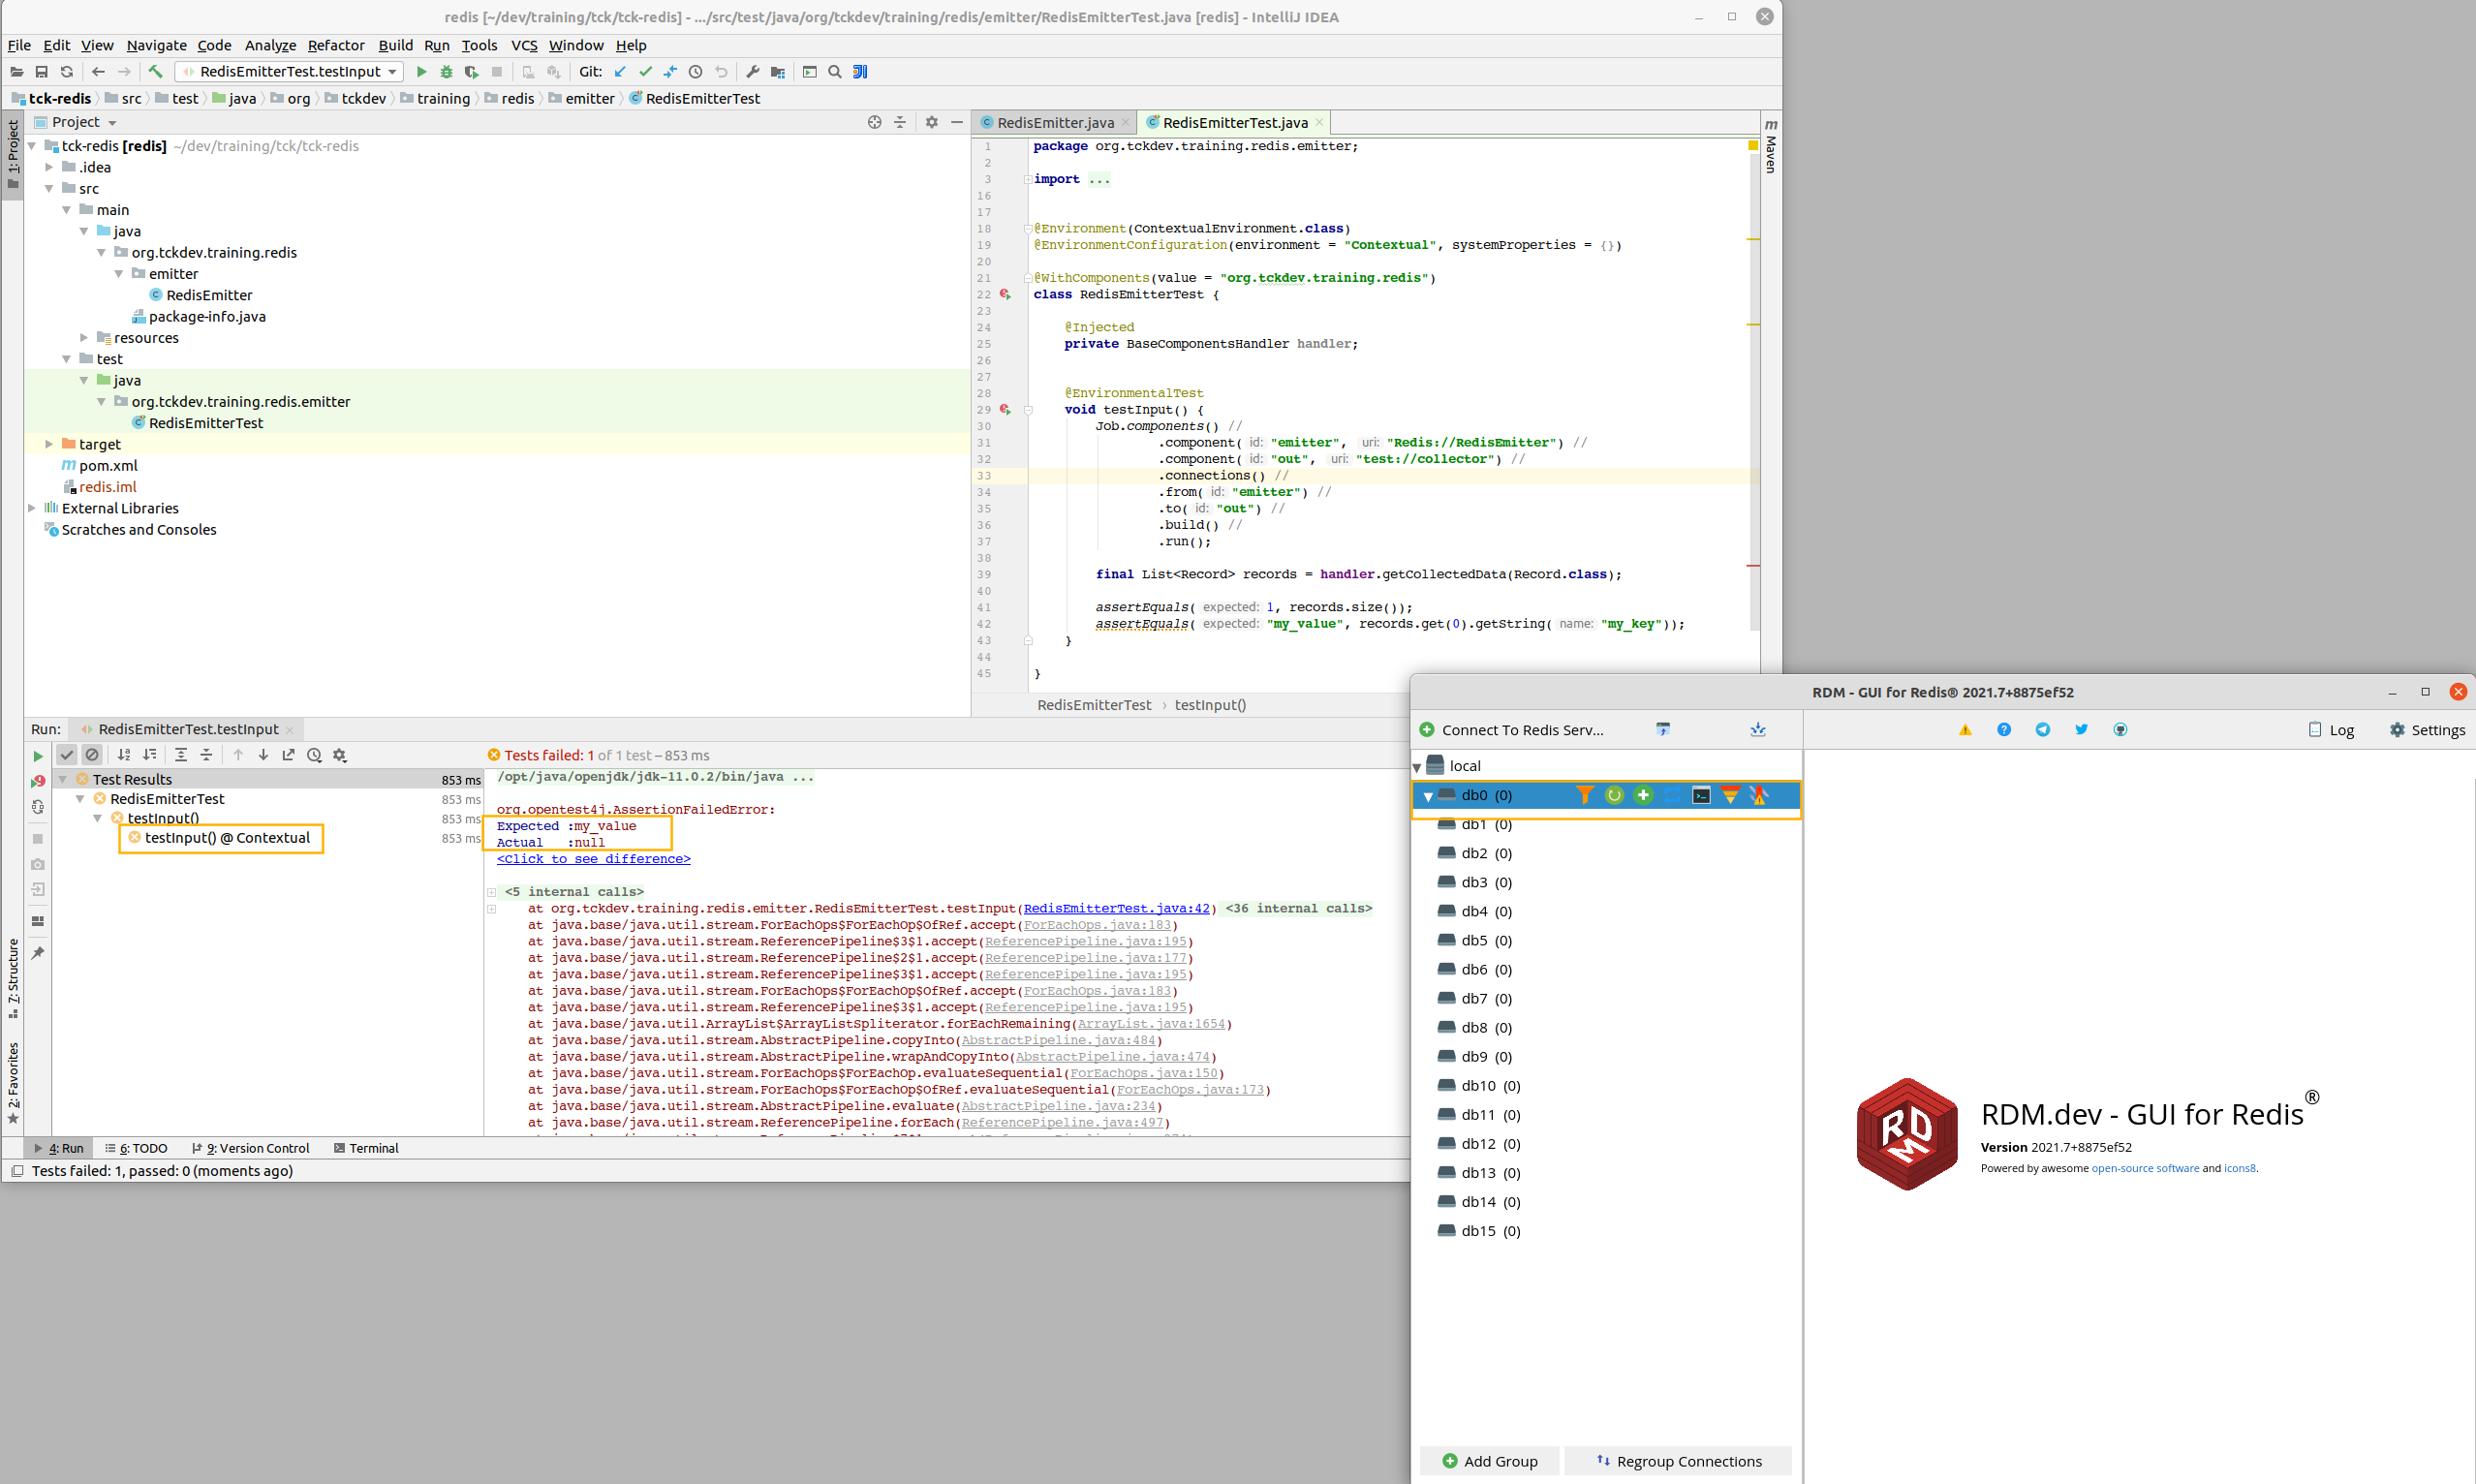 redis [~/dev/training/tck/tck-redis] - .../src/test/java/org/tckdev/training/redis/emitter/RedisEmitterTest.java [redis] - IntelliJ IDEA
File Edit View Navigate Code Analyze Refactor Build Run Tools VCS Window Help
RedisEmitterTest.testInput Git:
tck-redis src test java org tckdev training redis emitter RedisEmitterTest
1: Project
Project
tck-redis [redis] ~/dev/training/tck/tck-redis
.idea
src
main
java
org.tckdev.training.redis
emitter
RedisEmitter
package-info.java
resources
test
java
org.tckdev.training.redis.emitter
RedisEmitterTest
target
pom.xml
redis.iml
External Libraries
Scratches and Consoles
RedisEmitter.java RedisEmitterTest.java
Maven
1 package org.tckdev.training.redis.emitter;
2
3 import ...
16
17
18 @Environment(ContextualEnvironment.class)
19 @EnvironmentConfiguration(environment = "Contextual", systemProperties = {})
20
21 @WithComponents(value = "org.tckdev.training.redis")
22 class RedisEmitterTest {
23
24 @Injected
25 private BaseComponentsHandler handler;
26
27
28 @EnvironmentalTest
29 void testInput() {
30 Job.components() //
31 .component( id: "emitter", uri: "Redis://RedisEmitter") //
32 .component( id: "out", uri: "test://collector") //
33 .connections() //
34 .from( id: "emitter") //
35 .to( id: "out") //
36 .build() //
37 .run();
38
39 final List<Record> records = handler.getCollectedData(Record.class);
40
41 assertEquals( expected: 1, records.size());
42 assertEquals( expected: "my_value", records.get(0).getString( name: "my_key"));
43 }
44
45 }
RedisEmitterTest › testInput()
Run: RedisEmitterTest.testInput
Tests failed: 1 of 1 test – 853 ms
Test Results 853 ms
RedisEmitterTest 853 ms
testInput() 853 ms
testInput() @ Contextual 853 ms
/opt/java/openjdk/jdk-11.0.2/bin/java ...
org.opentest4j.AssertionFailedError:
Expected :my_value
Actual :null
<Click to see difference>
<5 internal calls>
at org.tckdev.training.redis.emitter.RedisEmitterTest.testInput(RedisEmitterTest.java:42) <36 internal calls>
at java.base/java.util.stream.ForEachOps$ForEachOp$OfRef.accept(ForEachOps.java:183)
at java.base/java.util.stream.ReferencePipeline$3$1.accept(ReferencePipeline.java:195)
at java.base/java.util.stream.ReferencePipeline$2$1.accept(ReferencePipeline.java:177)
at java.base/java.util.stream.ReferencePipeline$3$1.accept(ReferencePipeline.java:195)
at java.base/java.util.stream.ForEachOps$ForEachOp$OfRef.accept(ForEachOps.java:183)
at java.base/java.util.stream.ReferencePipeline$3$1.accept(ReferencePipeline.java:195)
at java.base/java.util.ArrayList$ArrayListSpliterator.forEachRemaining(ArrayList.java:1654)
at java.base/java.util.stream.AbstractPipeline.copyInto(AbstractPipeline.java:484)
at java.base/java.util.stream.AbstractPipeline.wrapAndCopyInto(AbstractPipeline.java:474)
at java.base/java.util.stream.ForEachOps$ForEachOp.evaluateSequential(ForEachOps.java:150)
at java.base/java.util.stream.ForEachOps$ForEachOp$OfRef.evaluateSequential(ForEachOps.java:173)
at java.base/java.util.stream.AbstractPipeline.evaluate(AbstractPipeline.java:234)
at java.base/java.util.stream.ReferencePipeline.forEach(ReferencePipeline.java:497)
7: Structure
2: Favorites
4: Run 6: TODO 9: Version Control Terminal
Tests failed: 1, passed: 0 (moments ago)
RDM - GUI for Redis® 2021.7+8875ef52
Connect To Redis Serv... Log Settings
local
db0 (0)
db1 (0)
db2 (0)
db3 (0)
db4 (0)
db5 (0)
db6 (0)
db7 (0)
db8 (0)
db9 (0)
db10 (0)
db11 (0)
db12 (0)
db13 (0)
db14 (0)
db15 (0)
RDM
RDM.dev - GUI for Redis®
Version 2021.7+8875ef52
Powered by awesome open-source software and icons8.
Add Group Regroup Connections